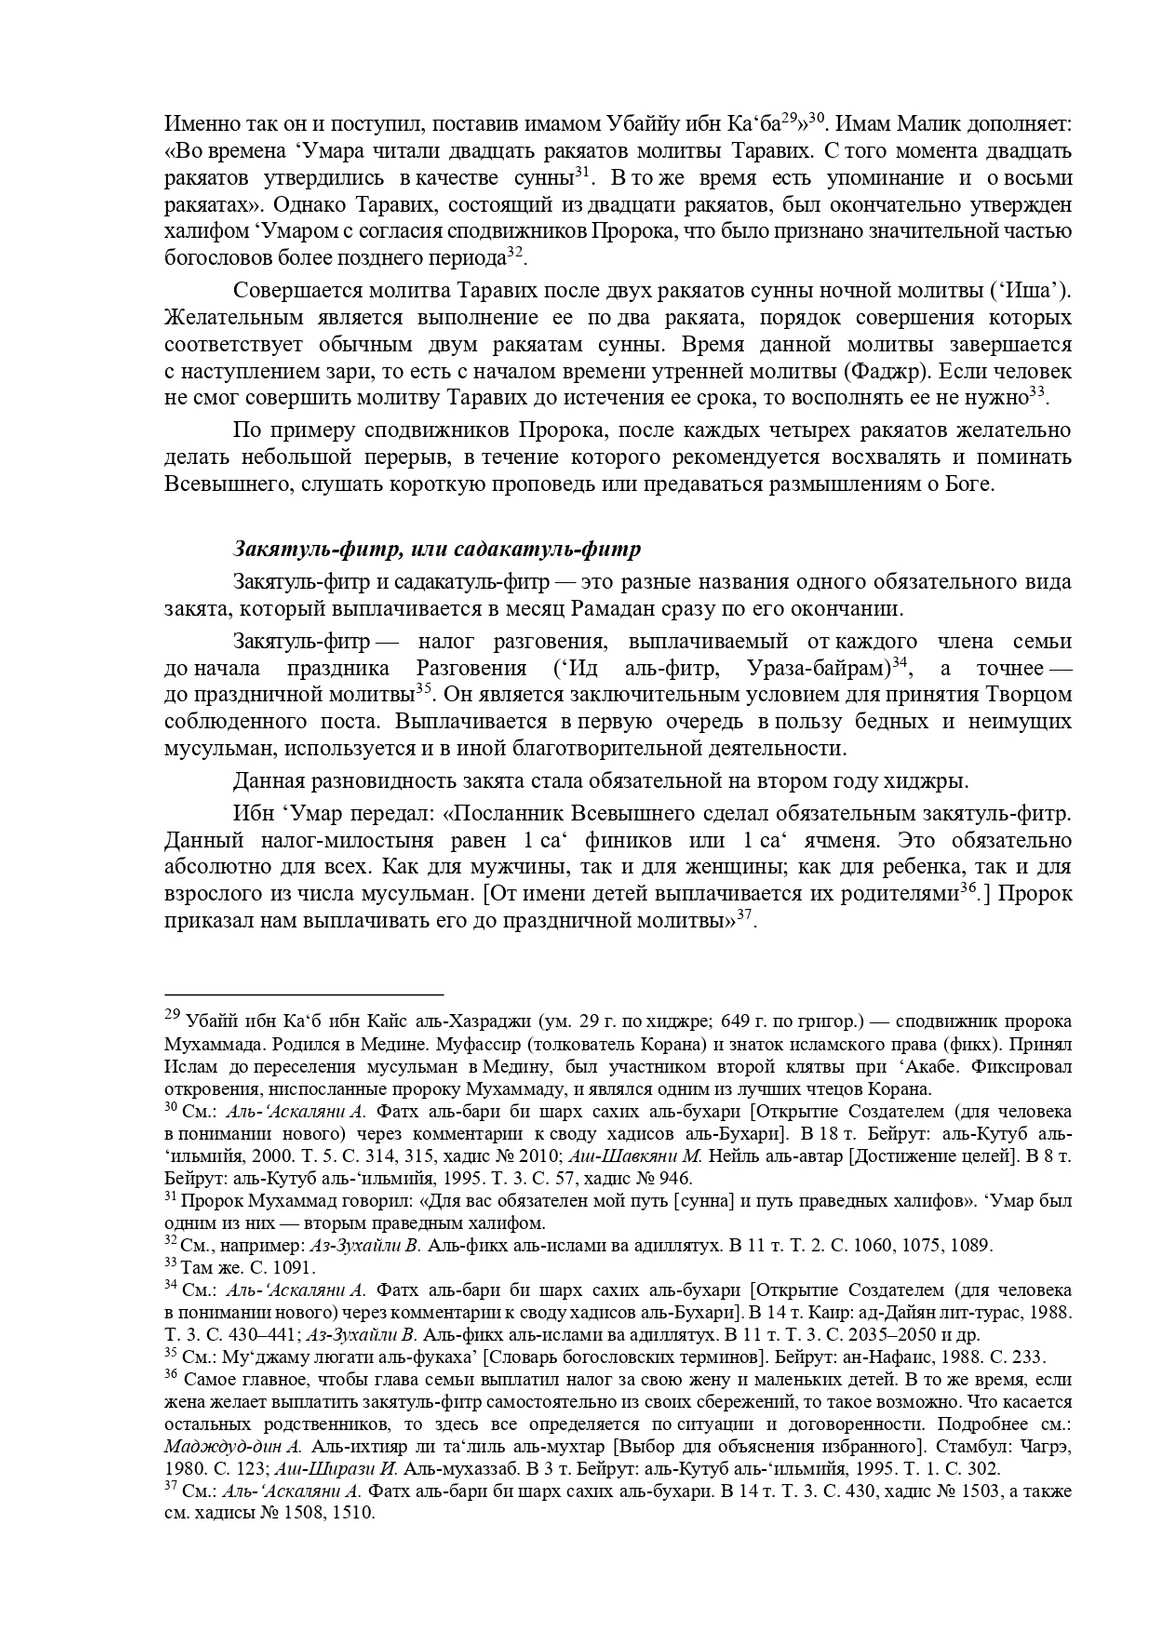 Именно так он и поступил, поставив имамом Убаййу ибн Ка‘ба29»30. Имам Малик дополняет:
«Во времена ‘Умара читали двадцать ракяатов молитвы Таравих. С того момента двадцать
ракяатов утвердились в качестве сунны31. В то же время есть упоминание и о восьми
ракяатах». Однако Таравих, состоящий из двадцати ракяатов, был окончательно утвержден
халифом ‘Умаром с согласия сподвижников Пророка, что было признано значительной частью
богословов более позднего периода32.
Совершается молитва Таравих после двух ракяатов сунны ночной молитвы (‘Иша’).
Желательным является выполнение ее по два ракяата, порядок совершения которых
соответствует обычным двум ракяатам сунны. Время данной молитвы завершается
с наступлением зари, то есть с началом времени утренней молитвы (Фаджр). Если человек
не смог совершить молитву Таравих до истечения ее срока, то восполнять ее не нужно33.
По примеру сподвижников Пророка, после каждых четырех ракяатов желательно
делать небольшой перерыв, в течение которого рекомендуется восхвалять и поминать
Всевышнего, слушать короткую проповедь или предаваться размышлениям о Боге.
Закятуль-фитр, или садакатуль-фитр
Закятуль-фитр и садакатуль-фитр — это разные названия одного обязательного вида
закята, который выплачивается в месяц Рамадан сразу по его окончании.
Закятуль-фитр — налог разговения, выплачиваемый от каждого члена семьи
до начала праздника Разговения (‘Ид аль-фитр, Ураза-байрам)34, а точнее —
до праздничной молитвы35. Он является заключительным условием для принятия Творцом
соблюденного поста. Выплачивается в первую очередь в пользу бедных и неимущих
мусульман, используется и в иной благотворительной деятельности.
Данная разновидность закята стала обязательной на втором году хиджры.
Ибн ‘Умар передал: «Посланник Всевышнего сделал обязательным закятуль-фитр.
Данный налог-милостыня равен 1 са‘ фиников или 1 са‘ ячменя. Это обязательно
абсолютно для всех. Как для мужчины, так и для женщины; как для ребенка, так и для
взрослого из числа мусульман. [От имени детей выплачивается их родителями36.] Пророк
приказал нам выплачивать его до праздничной молитвы»37.
29 Убайй ибн Ка‘б ибн Кайс аль-Хазраджи (ум. 29 г. по хиджре; 649 г. по григор.) — сподвижник пророка
Мухаммада. Родился в Медине. Муфассир (толкователь Корана) и знаток исламского права (фикх). Принял
Ислам до переселения мусульман в Медину, был участником второй клятвы при ‘Акабе. Фиксировал
откровения, ниспосланные пророку Мухаммаду, и являлся одним из лучших чтецов Корана.
30 См.: Аль-‘Аскаляни А. Фатх аль-бари би шарх сахих аль-бухари [Открытие Создателем (для человека
в понимании нового) через комментарии к своду хадисов аль-Бухари]. В 18 т. Бейрут: аль-Кутуб аль-
‘ильмийя, 2000. Т. 5. С. 314, 315, хадис № 2010; Аш-Шавкяни М. Нейль аль-автар [Достижение целей]. В 8 т.
Бейрут: аль-Кутуб аль-‘ильмийя, 1995. Т. 3. С. 57, хадис № 946.
31 Пророк Мухаммад говорил: «Для вас обязателен мой путь [сунна] и путь праведных халифов». ‘Умар был
одним из них — вторым праведным халифом.
32 См., например: Аз-Зухайли В. Аль-фикх аль-ислами ва адиллятух. В 11 т. Т. 2. С. 1060, 1075, 1089.
33 Там же. С. 1091.
34 См.: Аль-‘Аскаляни А. Фатх аль-бари би шарх сахих аль-бухари [Открытие Создателем (для человека
в понимании нового) через комментарии к своду хадисов аль-Бухари]. В 14 т. Каир: ад-Дайян лит-турас, 1988.
Т. 3. С. 430–441; Аз-Зухайли В. Аль-фикх аль-ислами ва адиллятух. В 11 т. Т. 3. С. 2035–2050 и др.
35 См.: Му‘джаму люгати аль-фукаха’ [Словарь богословских терминов]. Бейрут: ан-Нафаис, 1988. С. 233.
36 Самое главное, чтобы глава семьи выплатил налог за свою жену и маленьких детей. В то же время, если
жена желает выплатить закятуль-фитр самостоятельно из своих сбережений, то такое возможно. Что касается
остальных родственников, то здесь все определяется по ситуации и договоренности. Подробнее см.:
Мадждуд-дин А. Аль-ихтияр ли та‘лиль аль-мухтар [Выбор для объяснения избранного]. Стамбул: Чагрэ,
1980. С. 123; Аш-Ширази И. Аль-мухаззаб. В 3 т. Бейрут: аль-Кутуб аль-‘ильмийя, 1995. Т. 1. С. 302.
37 См.: Аль-‘Аскаляни А. Фатх аль-бари би шарх сахих аль-бухари. В 14 т. Т. 3. С. 430, хадис № 1503, а также
см. хадисы № 1508, 1510.